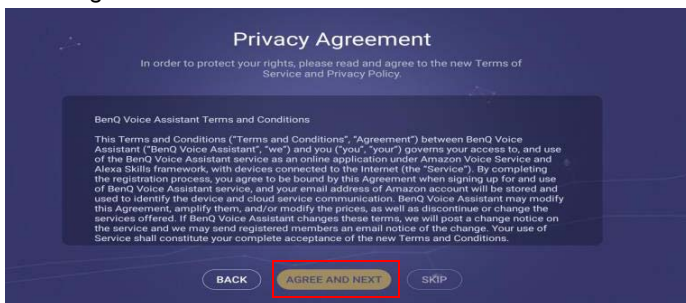 Privacy Agreement
In order to protect your rights, please read and agree to the new Terms of
Service and Privacy Policy.
BenQ Voice Assistant Terms and Conditions
This Terms and Conditions ("Terms and Conditions", "Agreement") between BenQ Voice
Assistant ("BenQ Voice Assistant", "we") and you ("you", "your") governs your access to, and use
of the BenQ Voice Assistant service as an online application under Amazon Voice Service and
Alexa Skills framework, with devices connected to the Internet (the "Service"). By completing
the registration process, you agree to be bound by this Agreement when signing up for and use
of BenQ Voice Assistant service, and your email address of Amazon account will be stored and
used to identify the device and cloud service communication. BenQ Voice Assistant may modify
this Agreement, amplify them, and/or modify the prices, as well as discontinue or change the
services offered. If BenQ Voice Assistant changes these terms, we will post a change notice on
the service and we may send registered members an email notice of the change. Your use of
Service shall constitute your complete acceptance of the new Terms and Conditions.
BACK AGREE AND NEXT SKIP